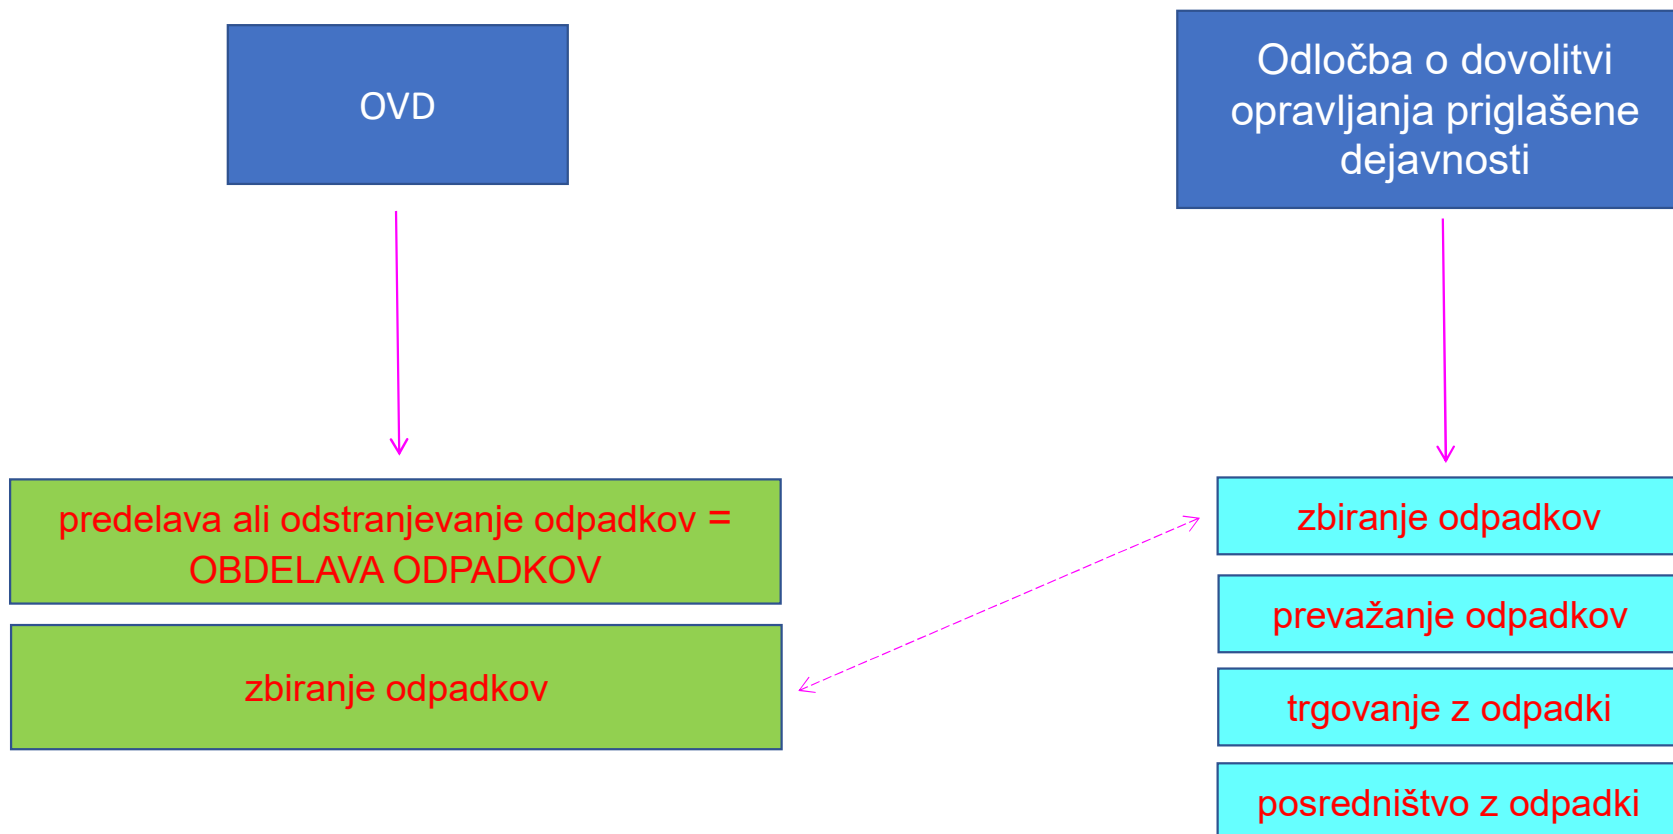 OVD
Odločba o dovolitvi
opravljanja priglašene
dejavnosti
predelava ali odstranjevanje odpadkov =
OBDELAVA ODPADKOV
zbiranje odpadkov
zbiranje odpadkov
prevažanje odpadkov
trgovanje z odpadki
posredništvo z odpadki